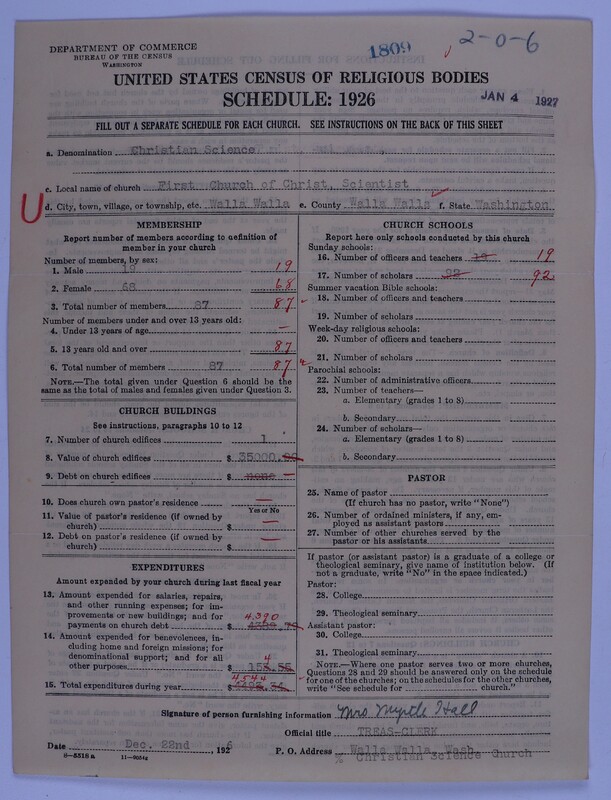 DEPARTMENT OF COMMERCE
BUREAU OF THE CENSUS
WASHINGTON
1809
2-0-6
UNITED STATES CENSUS OF RELIGIOUS BODIES
SCHEDULE: 1926
JAN 4 1927
FILL OUT A SEPARATE SCHEDULE FOR EACH CHURCH. SEE INSTRUCTIONS ON THE BACK OF THIS SHEET
a. Denomination Christian Science
c. Local name of church First Church of Christ, Scientist
U d. City, town, village, or township, etc. Walla Walla e. County Walla Walla f. State Washington
MEMBERSHIP
Report number of members according to definition of
member in your church
Number of members, by sex:
1. Male 19 19
2. Female 68 68
3. Total number of members 87 87
Number of members under and over 13 years old:
4. Under 13 years of age —
5. 13 years old and over 87
6. Total number of members 87 87
NOTE.—The total given under Question 6 should be the
same as the total of males and females given under Question 3.
CHURCH BUILDINGS
See instructions, paragraphs 10 to 12
7. Number of church edifices 1
8. Value of church edifices $ 35000.
9. Debt on church edifices $ —
10. Does church own pastor's residence —
Yes or No
11. Value of pastor's residence (if owned by
church) $ —
12. Debt on pastor's residence (if owned by
church) $ —
EXPENDITURES
Amount expended by your church during last fiscal year
13. Amount expended for salaries, repairs,
and other running expenses; for im-
provements or new buildings; and for
payments on church debt $ 4,390
14. Amount expended for benevolences, in-
cluding home and foreign missions; for
denominational support; and for all
other purposes $ 4
15. Total expenditures during year $ 4544
CHURCH SCHOOLS
Report here only schools conducted by this church
Sunday schools:
16. Number of officers and teachers 19
17. Number of scholars 92
Summer vacation Bible schools:
18. Number of officers and teachers
19. Number of scholars
Week-day religious schools:
20. Number of officers and teachers
21. Number of scholars
Parochial schools:
22. Number of administrative officers
23. Number of teachers—
a. Elementary (grades 1 to 8)
b. Secondary
24. Number of scholars—
a. Elementary (grades 1 to 8)
b. Secondary
PASTOR
25. Name of pastor
(If church has no pastor, write "None")
26. Number of ordained ministers, if any, em-
ployed as assistant pastors
27. Number of other churches served by the
pastor or his assistants
If pastor (or assistant pastor) is a graduate of a college or
theological seminary, give name of institution below. (If
not a graduate, write "No" in the space indicated.)
Pastor:
28. College
29. Theological seminary
Assistant pastor:
30. College
31. Theological seminary
NOTE.—Where one pastor serves two or more churches,
Questions 28 and 29 should be answered only on the schedule
for one of the churches; on the schedules for the other churches,
write "See schedule for church."
Signature of person furnishing information Mrs Myrtle Hall
Official title TREAS-CLERK
Date Dec. 22nd, 1926 P. O. Address Walla Walla, Wash
% Christian Science Church
8-5518 a